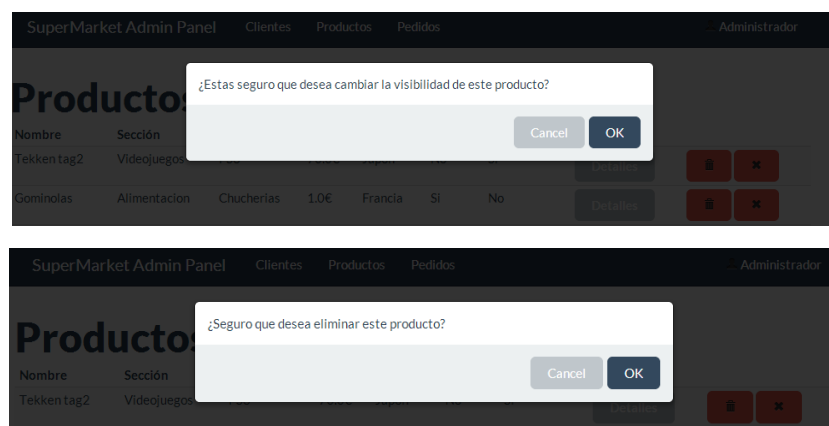 SuperMarket Admin Panel Clientes Productos Pedidos Administrador
¿Estas seguro que desea cambiar la visibilidad de este producto?
Productos
Cancel OK
Nombre Sección
Tekken tag2 Videojuegos Detalles
Gominolas Alimentacion Chucherias 1.0€ Francia Si No Detalles
SuperMarket Admin Panel Clientes Productos Pedidos Administrador
¿Seguro que desea eliminar este producto?
Productos
Cancel OK
Nombre Sección
Tekken tag2 Videojuegos Detalles